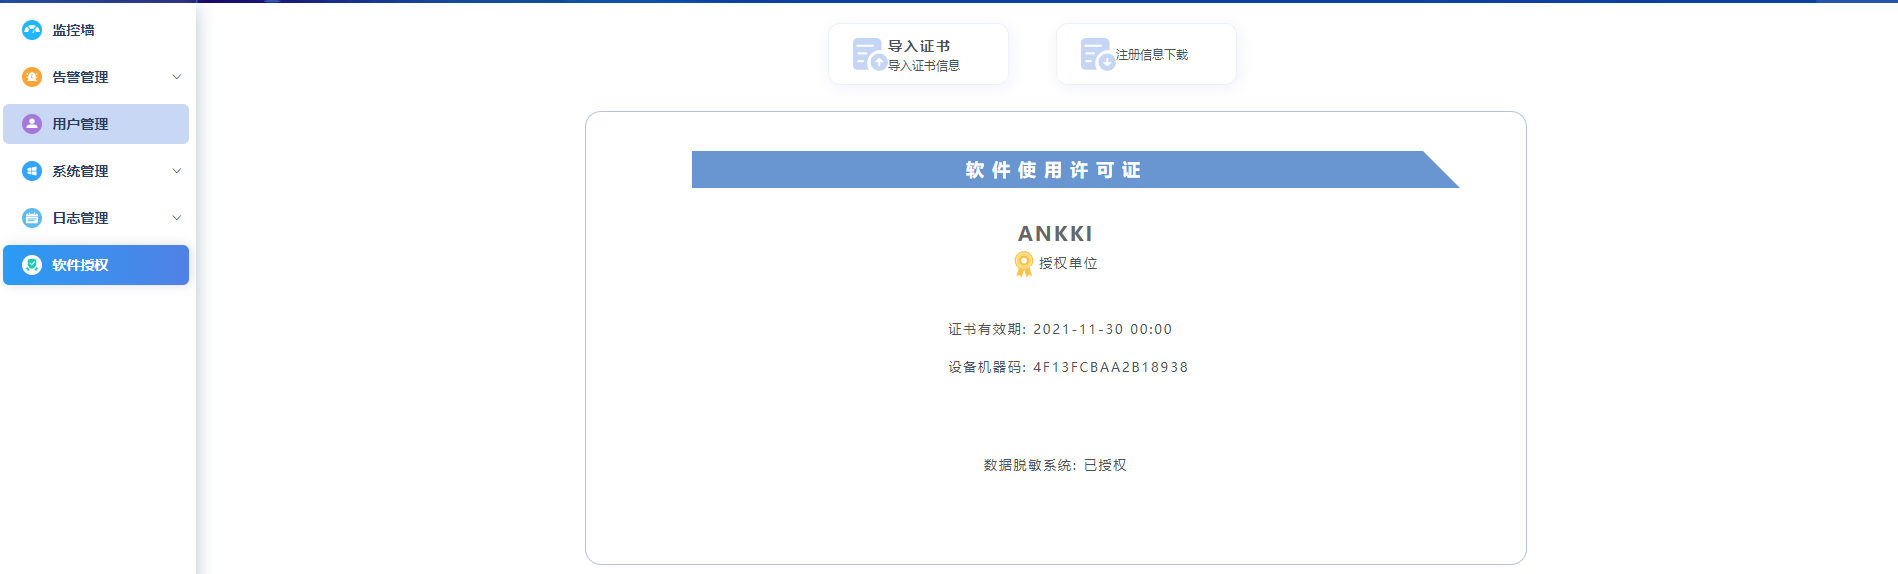 监控墙
告警管理
用户管理
系统管理
日志管理
软件授权
导入证书
导入证书信息
注册信息下载
软件使用许可证
ANKKI
授权单位
证书有效期: 2021-11-30 00:00
设备机器码: 4F13FCBAA2B18938
数据脱敏系统: 已授权